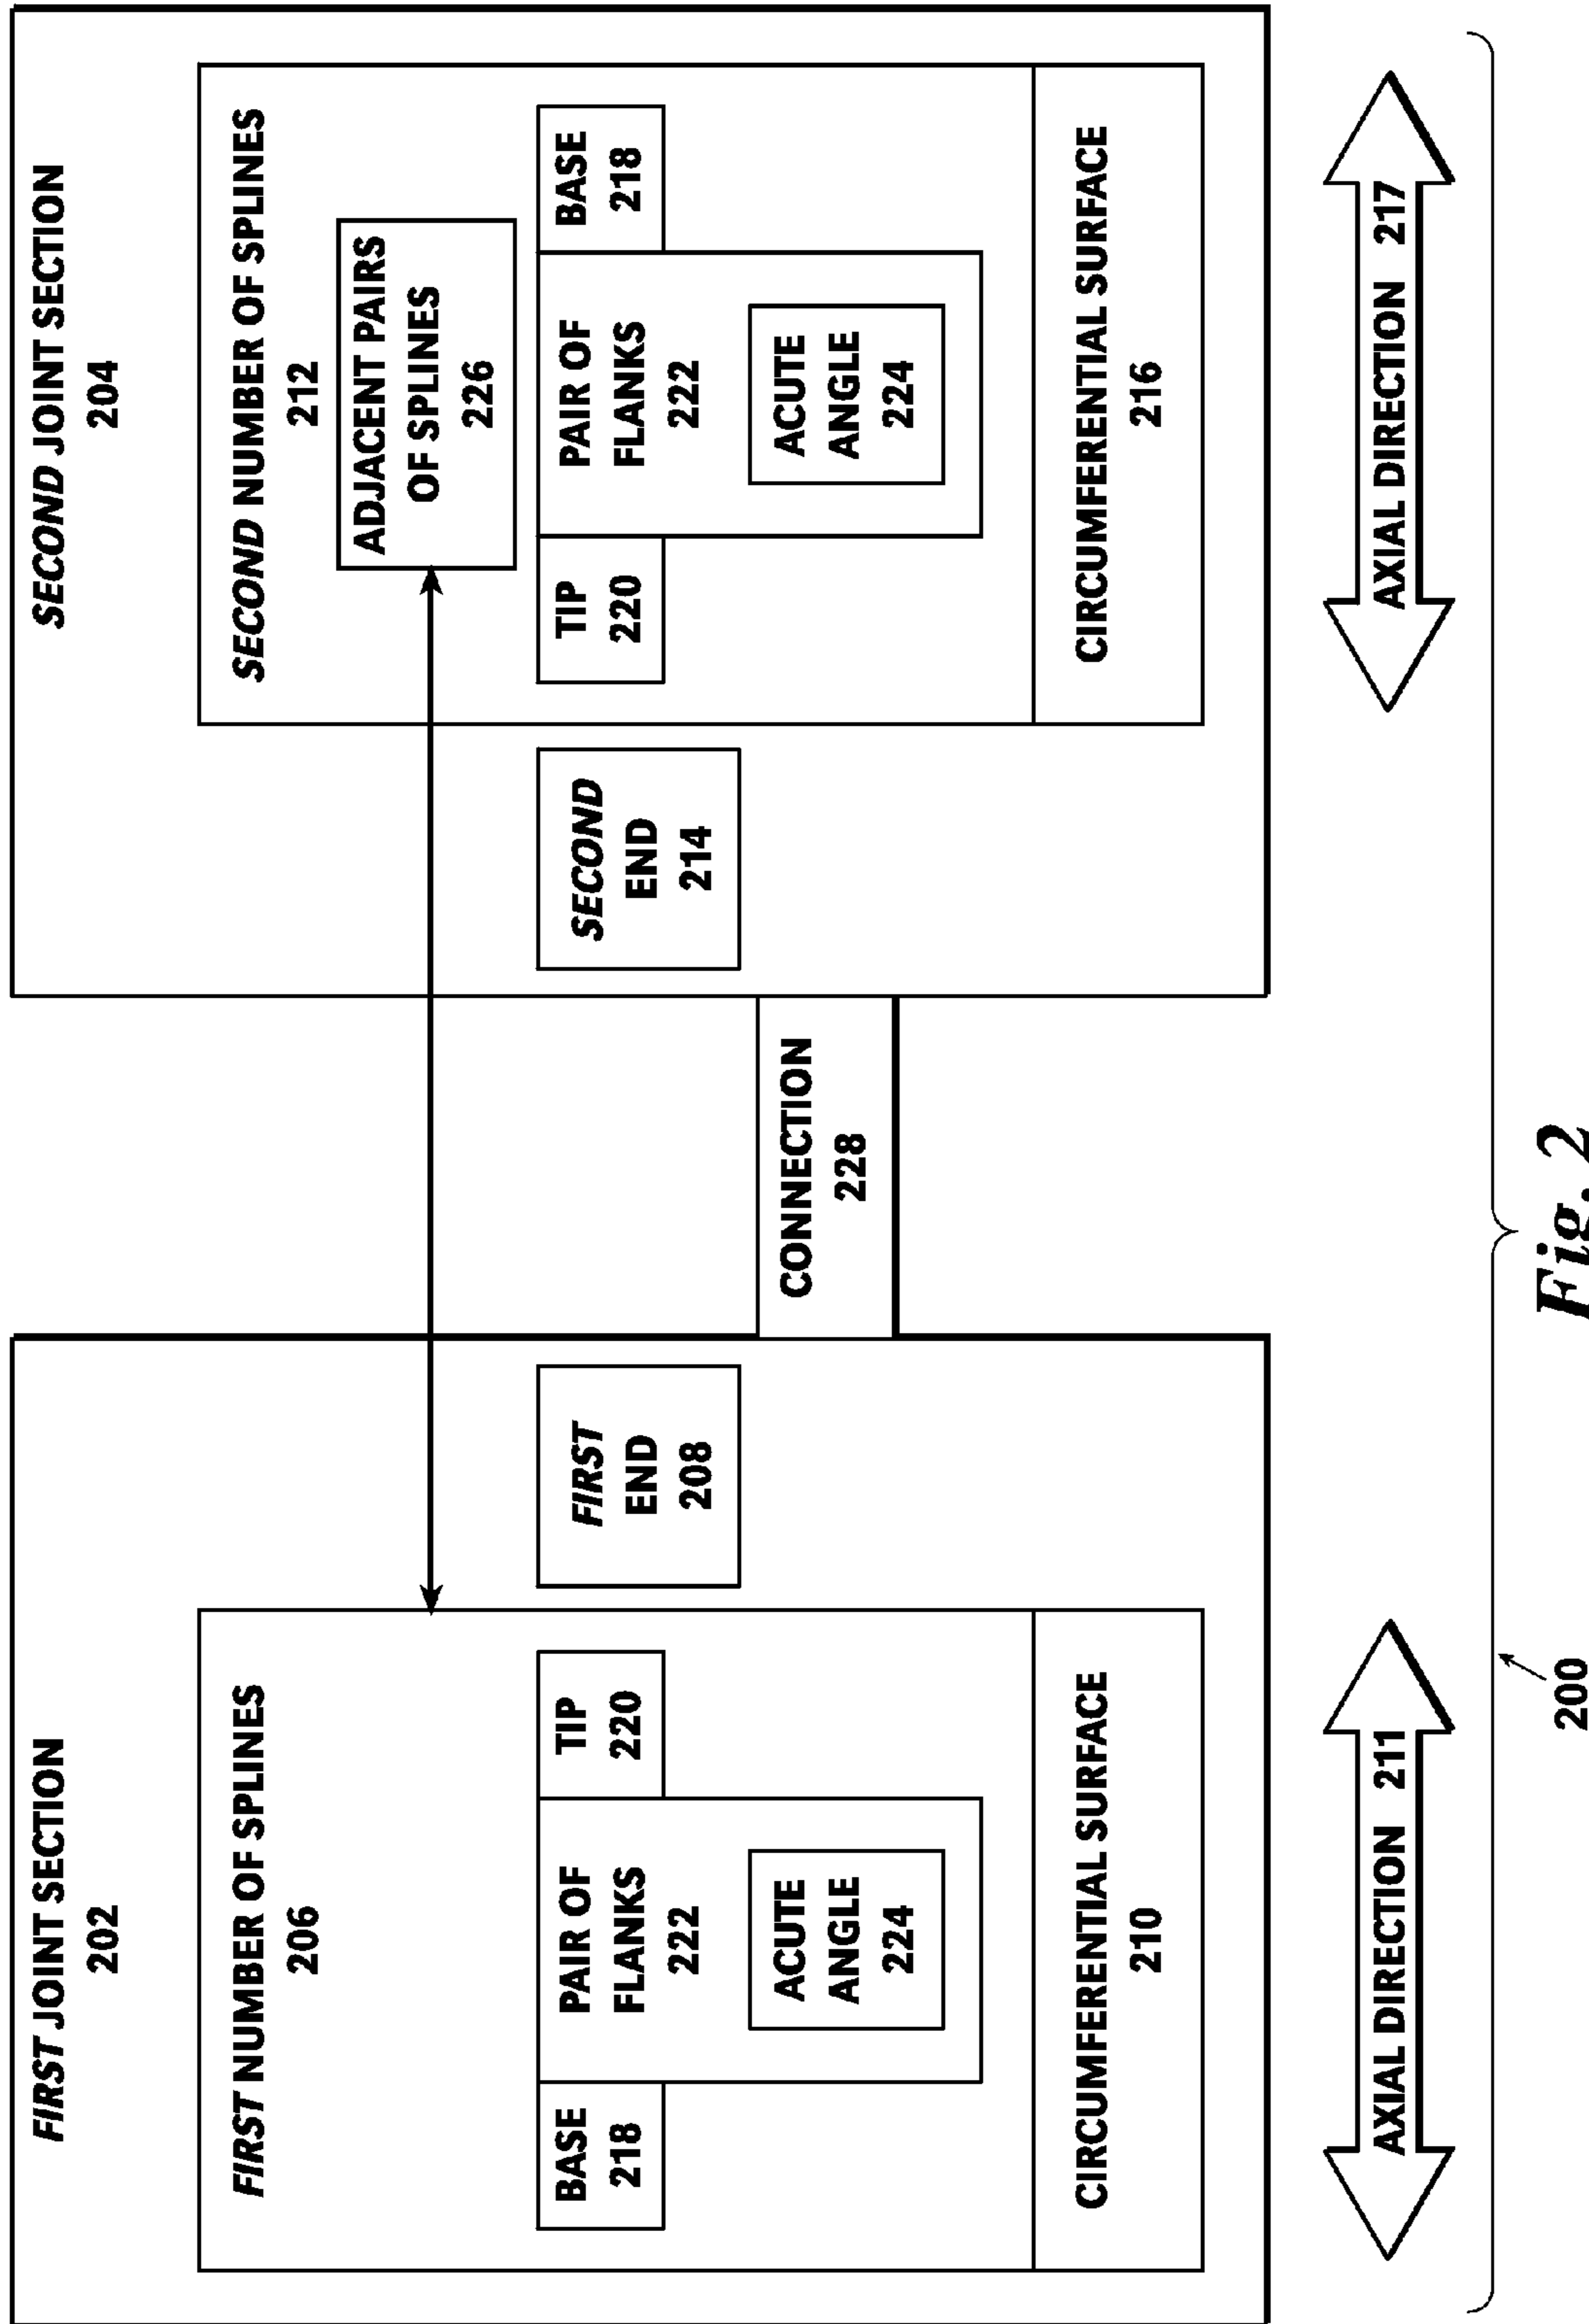 FIRST JOINT SECTION
202
FIRST NUMBER OF SPLINES
206
BASE
218
PAIR OF
FLANKS
222
TIP
220
ACUTE
ANGLE
224
CIRCUMFERENTIAL SURFACE
210
FIRST
END
208
AXIAL DIRECTION 211
CONNECTION
228
SECOND JOINT SECTION
204
SECOND NUMBER OF SPLINES
212
ADJACENT PAIRS
OF SPLINES
226
TIP
220
PAIR OF
FLANKS
222
BASE
218
ACUTE
ANGLE
224
CIRCUMFERENTIAL SURFACE
216
SECOND
END
214
AXIAL DIRECTION 217
200
Fig. 2